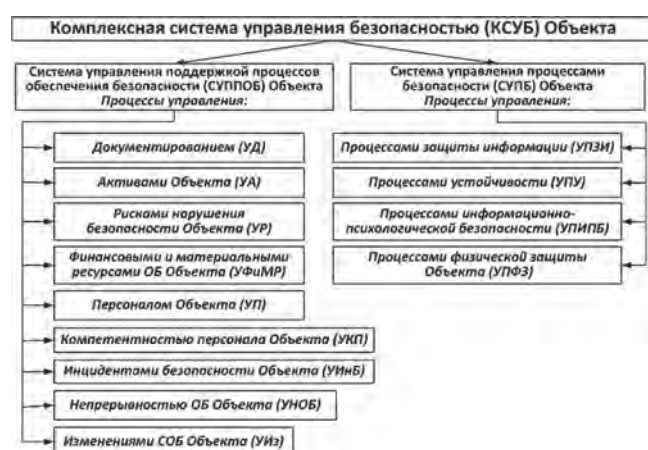 Комплексная система управления безопасностью (КСУБ) Объекта
Система управления поддержкой процессов
обеспечения безопасности (СУППОБ) Объекта
Процессы управления:
Документированием (УД)
Активами Объекта (УА)
Рисками нарушения
безопасности Объекта (УР)
Финансовыми и материальными
ресурсами ОБ Объекта (УФиМР)
Персоналом Объекта (УП)
Компетентностью персонала Объекта (УКП)
Инцидентами безопасности Объекта (УИнБ)
Непрерывностью ОБ Объекта (УНОБ)
Изменениями СОБ Объекта (УИз)
Система управления процессами
безопасности (СУПБ) Объекта
Процессы управления:
Процессами защиты информации (УПЗИ)
Процессами устойчивости (УПУ)
Процессами информационно-
психологической безопасности (УПИПБ)
Процессами физической защиты
Объекта (УПФЗ)